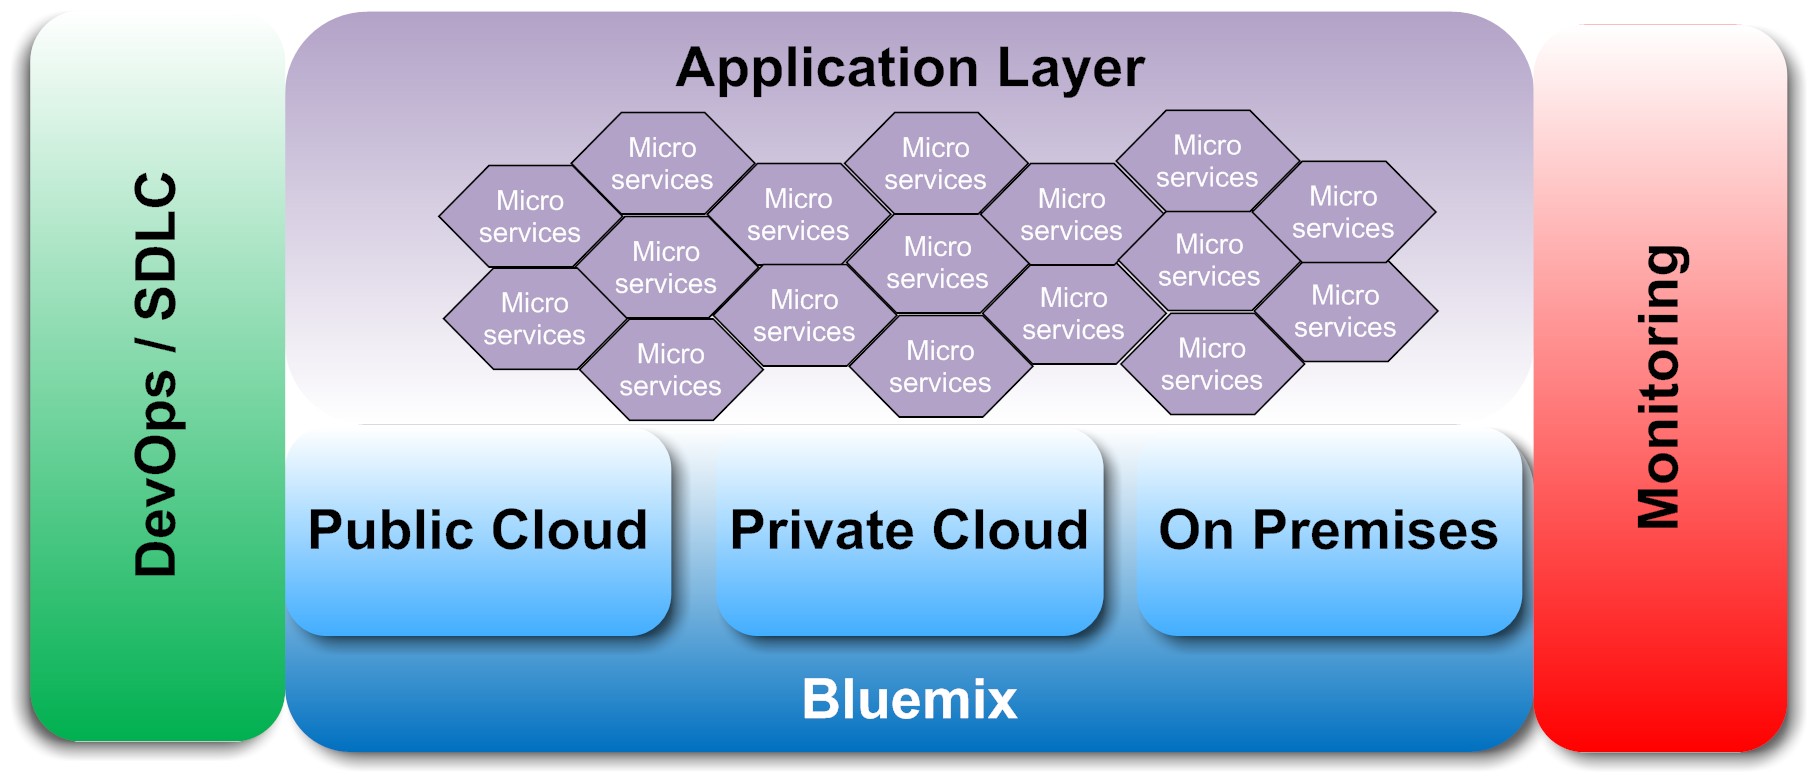 DevOps / SDLC
Application Layer
Micro
services
Micro
services
Micro
services
Micro
services
Micro
services
Micro
services
Micro
services
Micro
services
Micro
services
Micro
services
Micro
services
Micro
services
Micro
services
Micro
services
Micro
services
Micro
services
Micro
services
Public Cloud
Private Cloud
On Premises
Bluemix
Monitoring